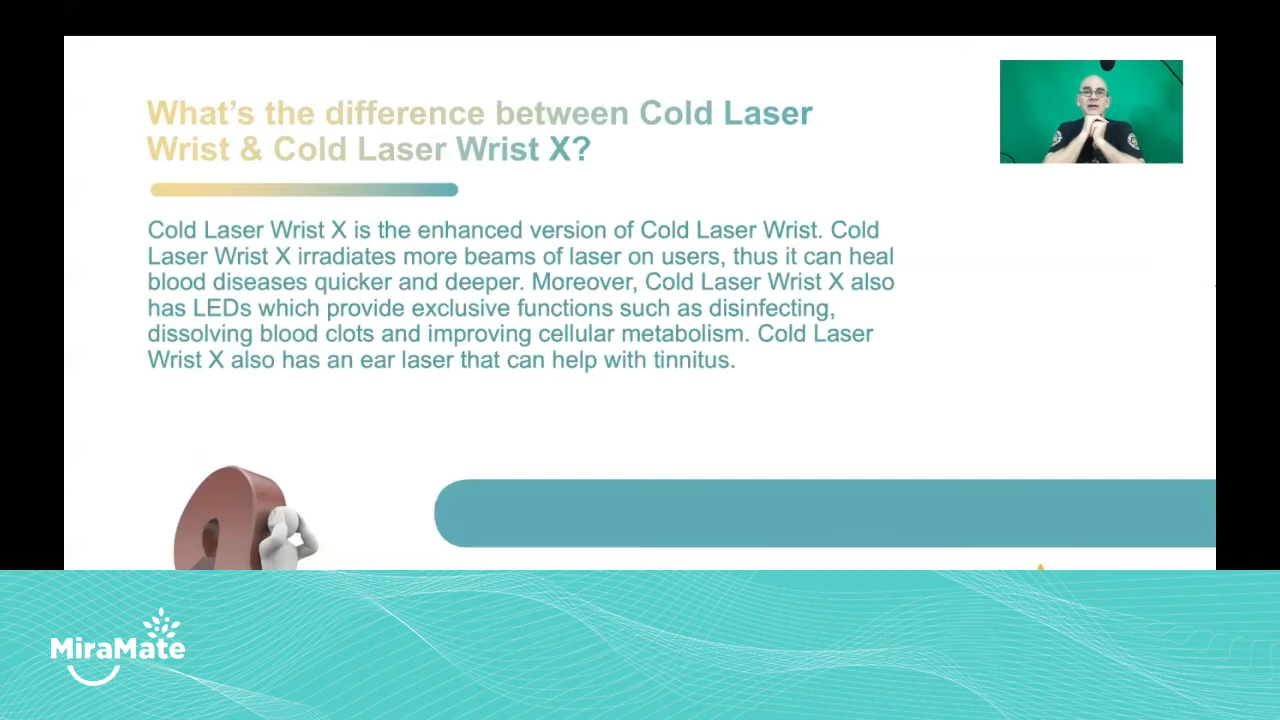 What's the difference between Cold Laser
Wrist & Cold Laser Wrist X?
Cold Laser Wrist X is the enhanced version of Cold Laser Wrist. Cold
Laser Wrist X irradiates more beams of laser on users, thus it can heal
blood diseases quicker and deeper. Moreover, Cold Laser Wrist X also
has LEDs which provide exclusive functions such as disinfecting,
dissolving blood clots and improving cellular metabolism. Cold Laser
Wrist X also has an ear laser that can help with tinnitus.
MiraMate